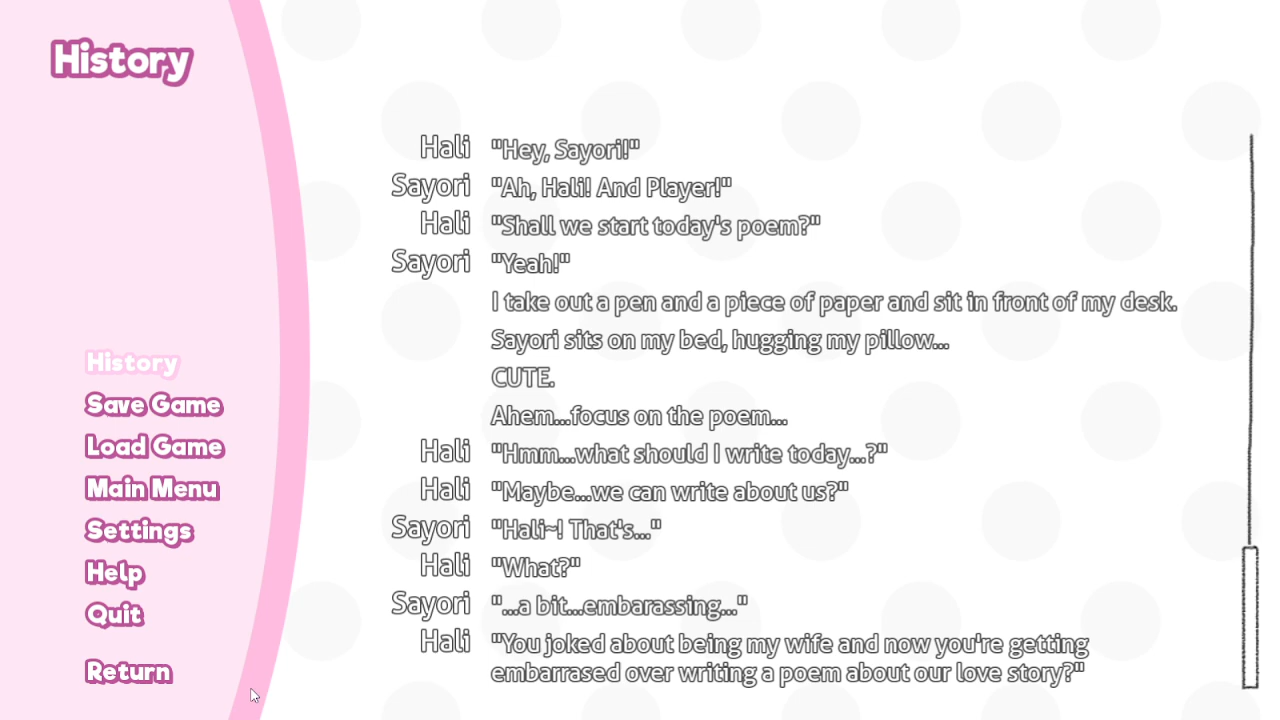 History
Hali "Hey, Sayori!"
Sayori "Ah, Hali! And Player!"
Hali "Shall we start today's poem?"
Sayori "Yeah!"
I take out a pen and a piece of paper and sit in front of my desk.
Sayori sits on my bed, hugging my pillow...
CUTE.
Ahem...focus on the poem...
Hali "Hmm...what should I write today...?"
Hali "Maybe...we can write about us?"
Sayori "Hali~! That's..."
Hali "What?"
Sayori "...a bit...embarassing..."
Hali "You joked about being my wife and now you're getting
embarrased over writing a poem about our love story?"
History
Save Game
Load Game
Main Menu
Settings
Help
Quit
Return